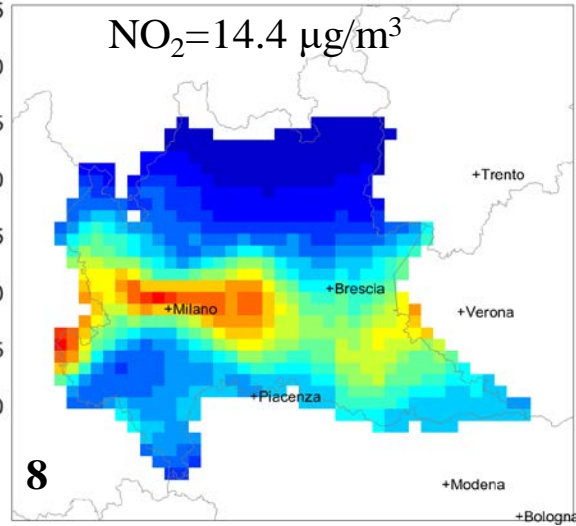 NO₂=14.4 μg/m³
+Trento
+Brescia
+Milano
+Verona
+Piacenza
8
+Modena
+Bologna